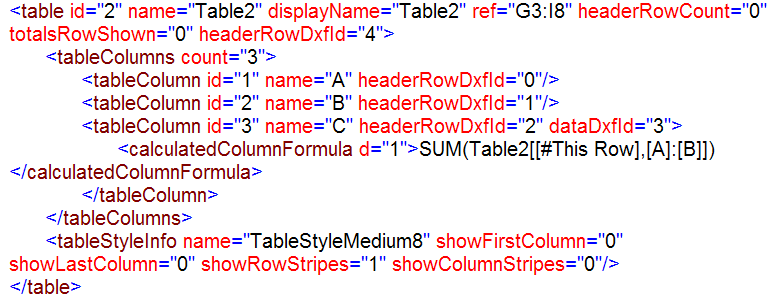 <table id="2" name="Table2" displayName="Table2" ref="G3:I8" headerRowCount="0"
totalsRowShown="0" headerRowDxfId="4">
<tableColumns count="3">
<tableColumn id="1" name="A" headerRowDxfId="0"/>
<tableColumn id="2" name="B" headerRowDxfId="1"/>
<tableColumn id="3" name="C" headerRowDxfId="2" dataDxfId="3">
<calculatedColumnFormula d="1">SUM(Table2[[#This Row],[A]:[B]])
</calculatedColumnFormula>
</tableColumn>
</tableColumns>
<tableStyleInfo name="TableStyleMedium8" showFirstColumn="0"
showLastColumn="0" showRowStripes="1" showColumnStripes="0"/>
</table>